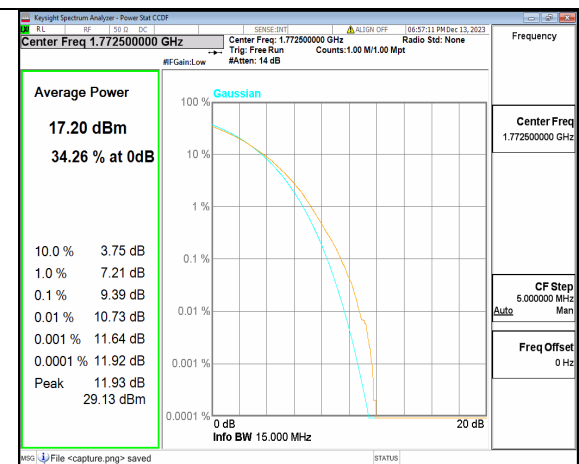 Keysight Spectrum Analyzer - Power Stat CCDF
RL RF 50 Ω DC SENSE:INT ALIGN OFF 06:57:11 PM Dec 13, 2023
Center Freq 1.772500000 GHz
Center Freq: 1.772500000 GHz Radio Std: None
Trig: Free Run Counts:1.00 M/1.00 Mpt
#IFGain:Low #Atten: 14 dB
Frequency
Average Power
17.20 dBm
34.26 % at 0dB
10.0 % 3.75 dB
1.0 % 7.21 dB
0.1 % 9.39 dB
0.01 % 10.73 dB
0.001 % 11.64 dB
0.0001 % 11.92 dB
Peak 11.93 dB
29.13 dBm
Gaussian
100 %
10 %
1 %
0.1 %
0.01 %
0.001 %
0.0001 %
0 dB 20 dB
Info BW 15.000 MHz
Center Freq
1.772500000 GHz
CF Step
5.000000 MHz
Auto Man
Freq Offset
0 Hz
MSG File <capture.png> saved STATUS